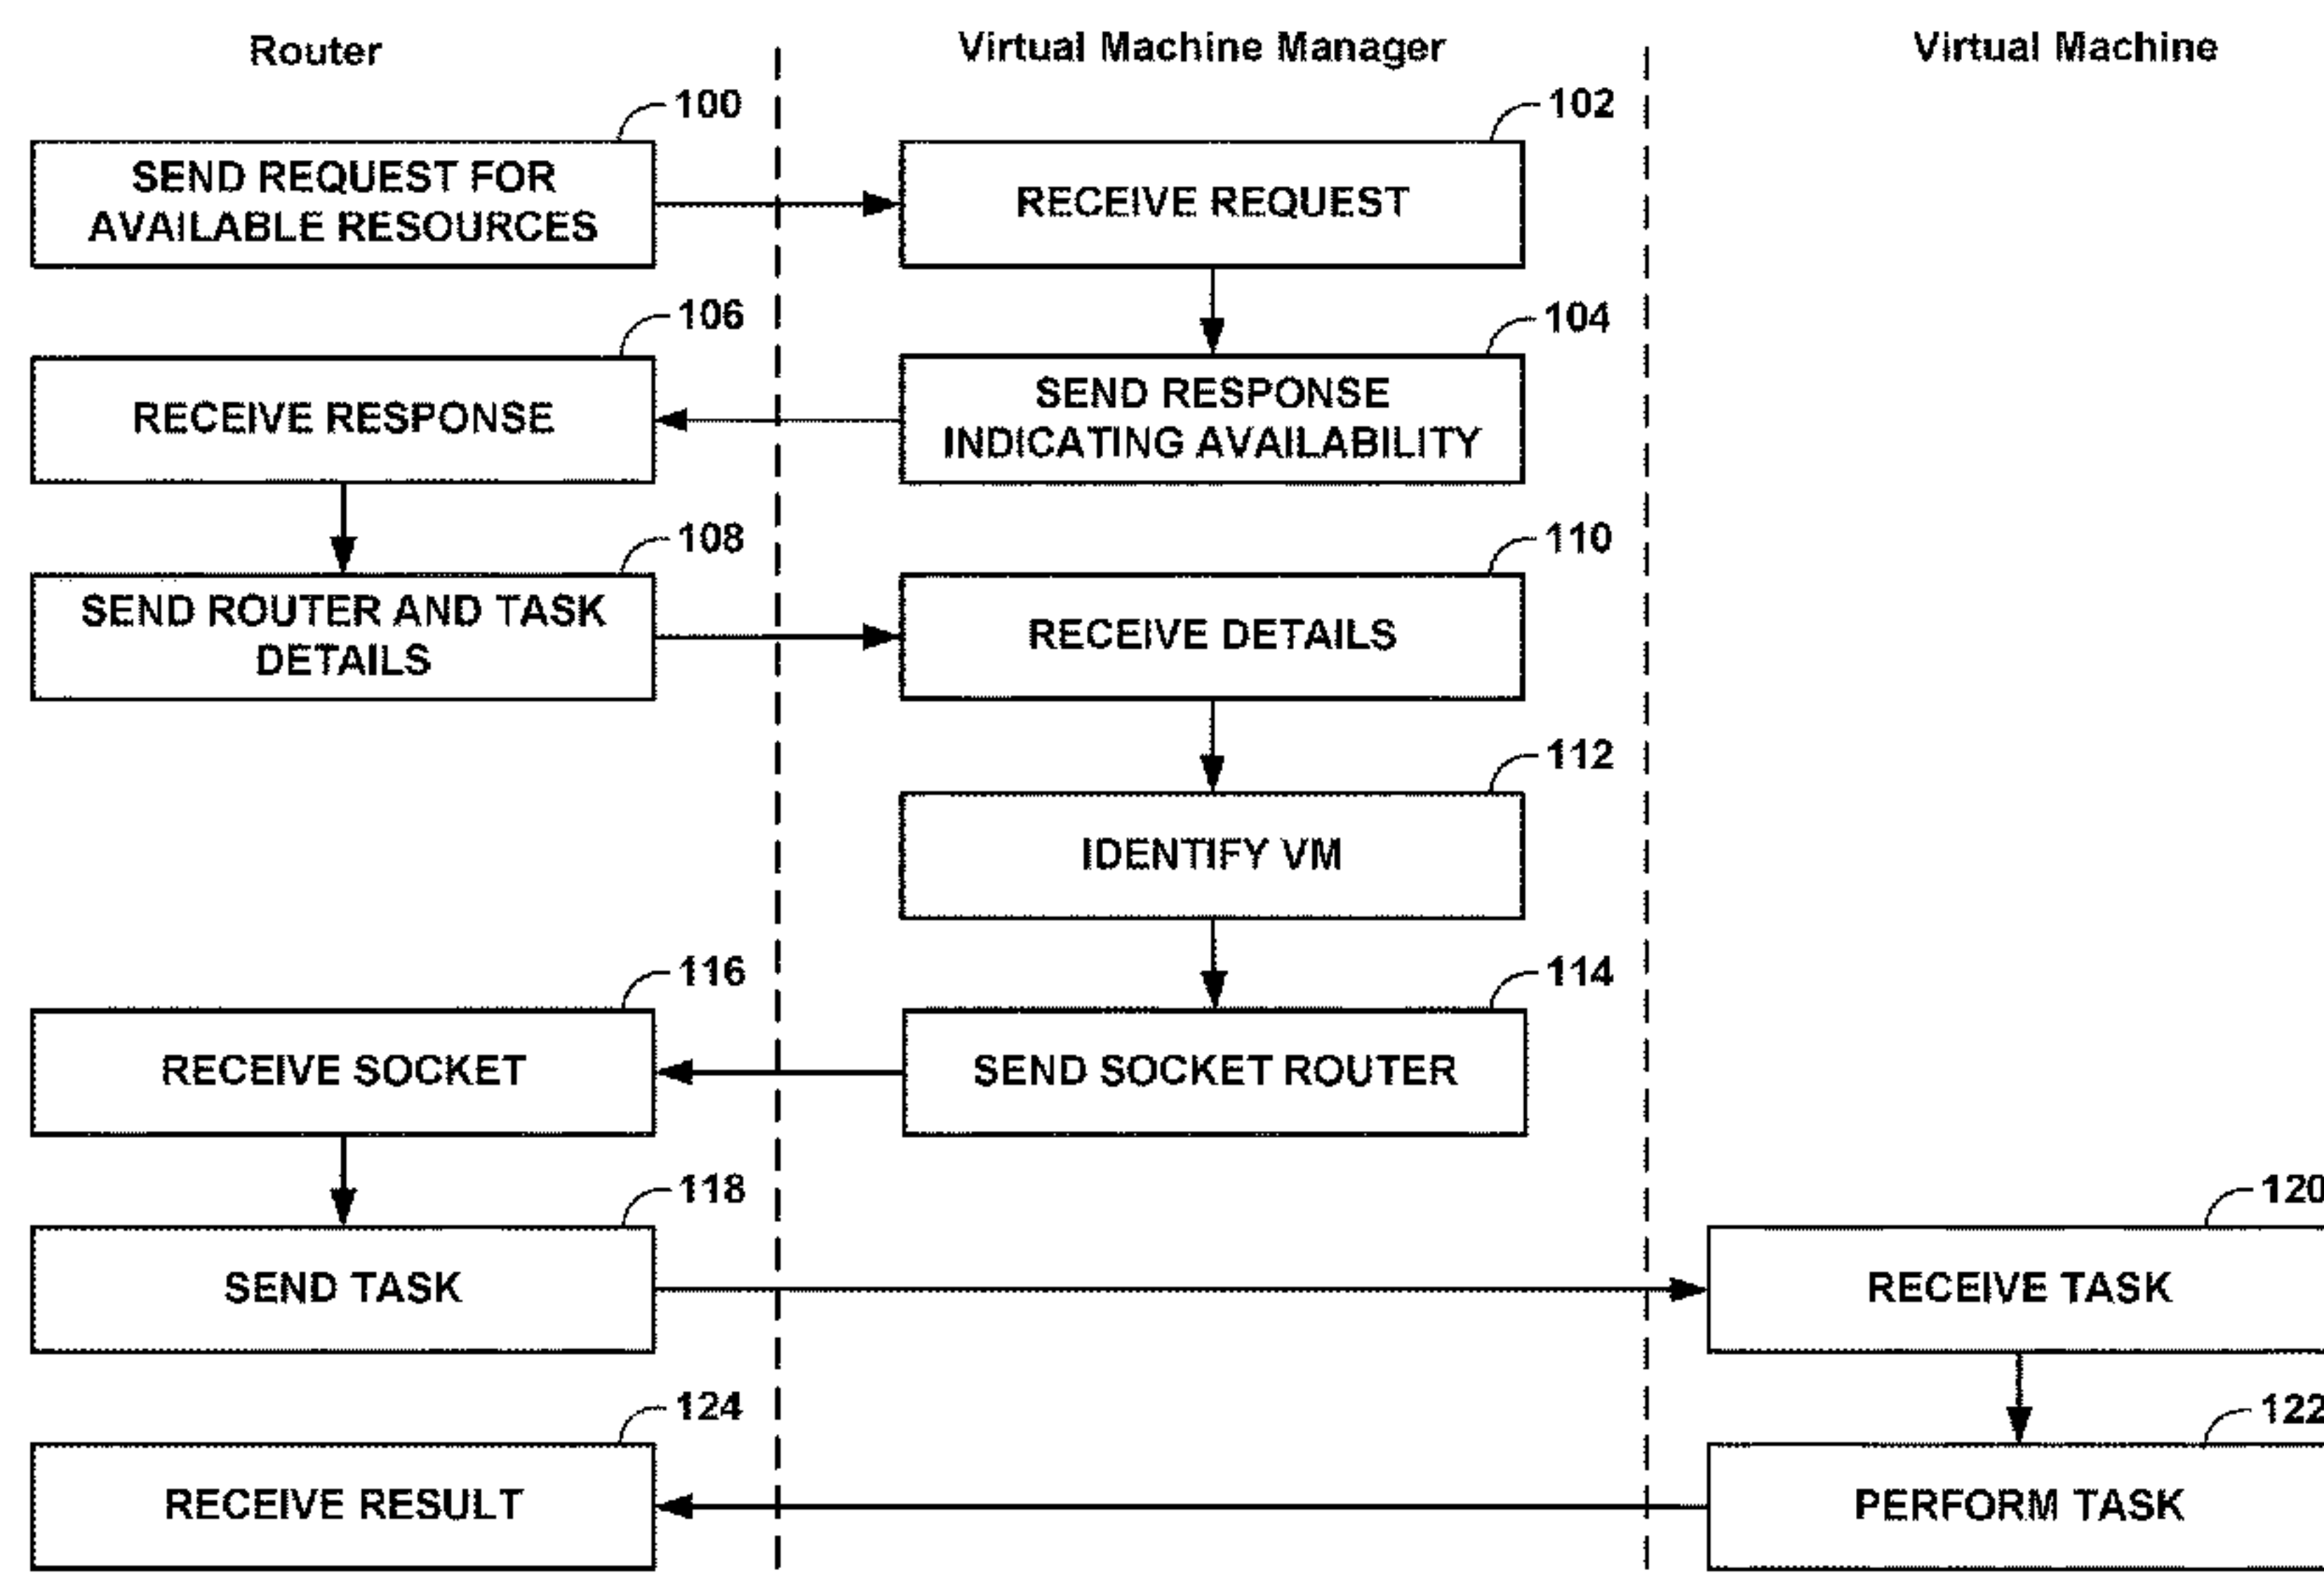 Router
Virtual Machine Manager
Virtual Machine
100
102
SEND REQUEST FOR
AVAILABLE RESOURCES
RECEIVE REQUEST
106
104
RECEIVE RESPONSE
SEND RESPONSE
INDICATING AVAILABILITY
108
110
SEND ROUTER AND TASK
DETAILS
RECEIVE DETAILS
112
IDENTIFY VM
116
114
RECEIVE SOCKET
SEND SOCKET ROUTER
118
120
SEND TASK
RECEIVE TASK
124
122
RECEIVE RESULT
PERFORM TASK